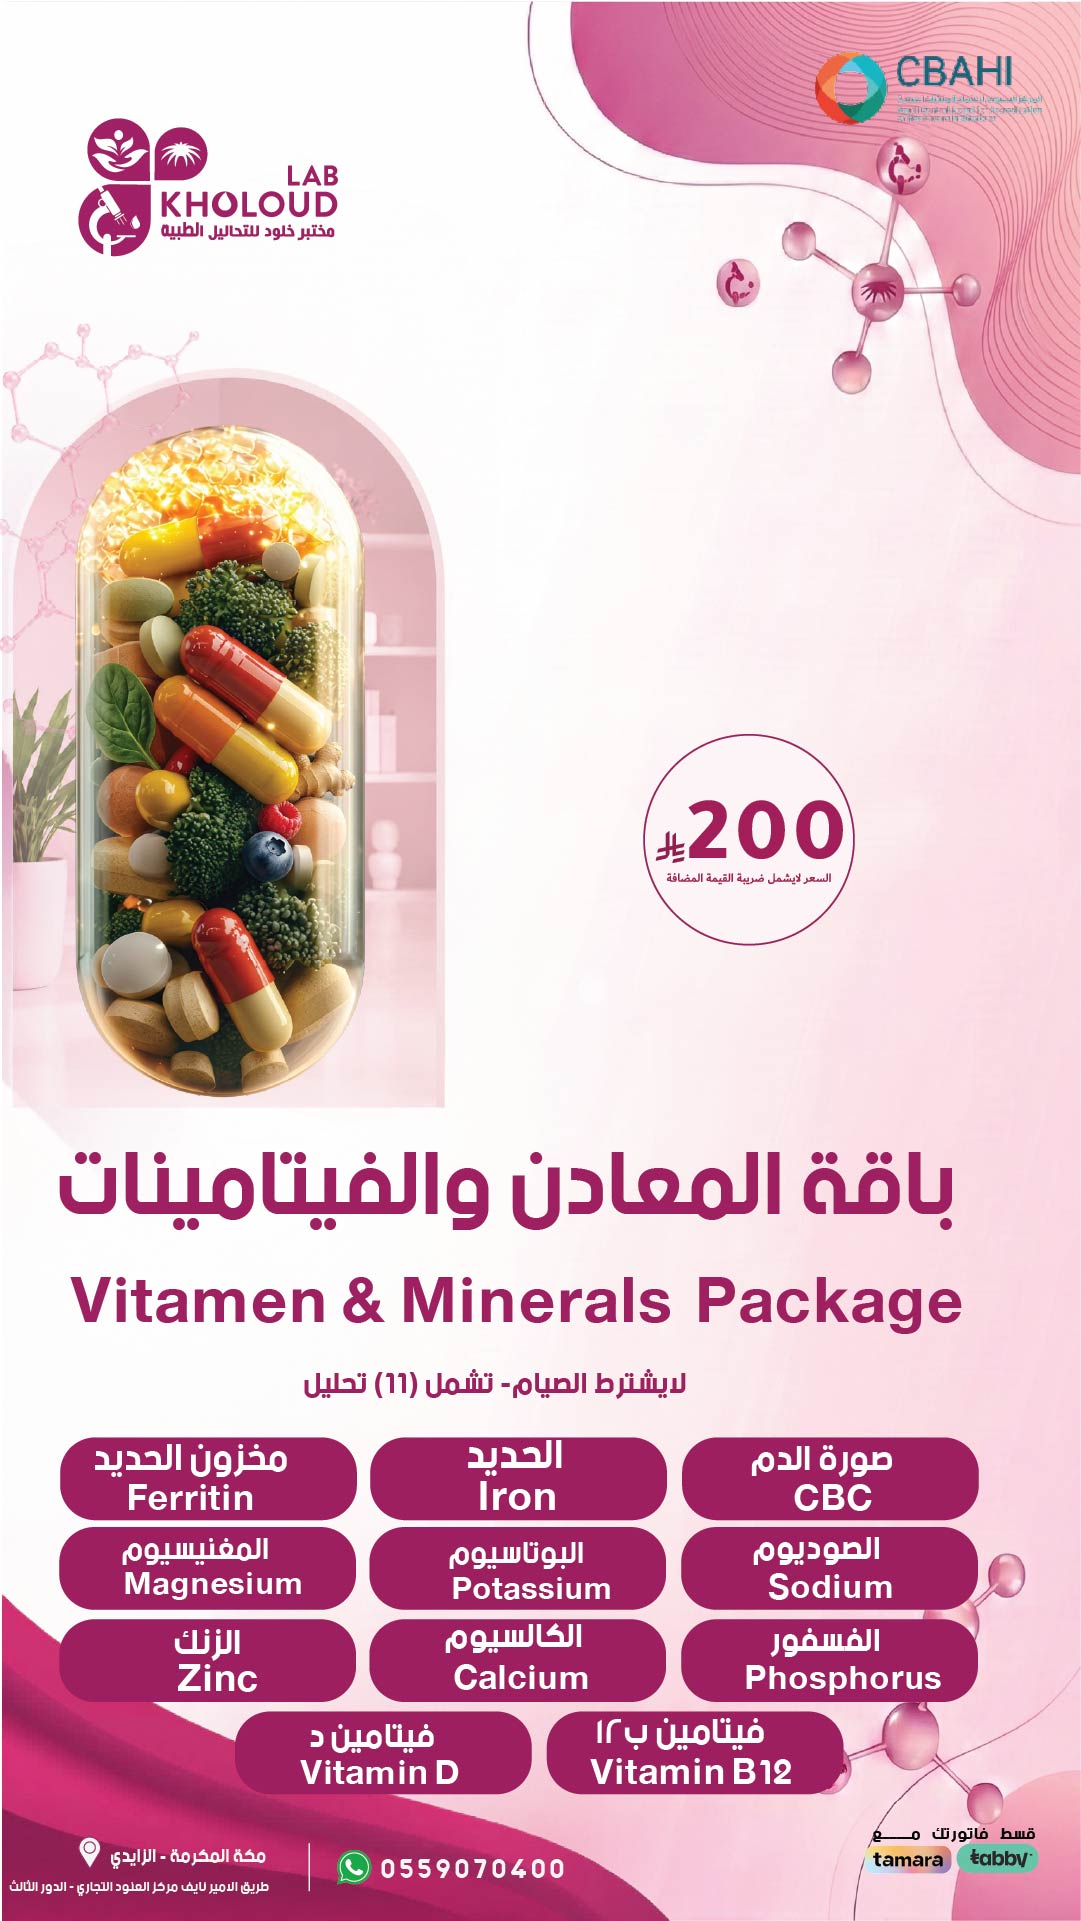 CBAHI
LAB
KHOLOUD
مختبر خلود للتحاليل الطبية
200
السعر لايشمل ضريبة القيمة المضافة
باقة المعادن والفيتامينات
Vitamen & Minerals Package
لايشترط الصيام- تشمل (11) تحليل
صورة الدم
CBC
الحديد
Iron
مخزون الحديد
Ferritin
الصوديوم
Sodium
البوتاسيوم
Potassium
المغنيسيوم
Magnesium
الفسفور
Phosphorus
الكالسيوم
Calcium
الزنك
Zinc
فيتامين ب١٢
Vitamin B12
فيتامين د
Vitamin D
قسط فاتورتك مع
tamara tabby
0559070400
مكة المكرمة - الزايدي
طريق الامير نايف مركز العنود التجاري - الدور الثالث